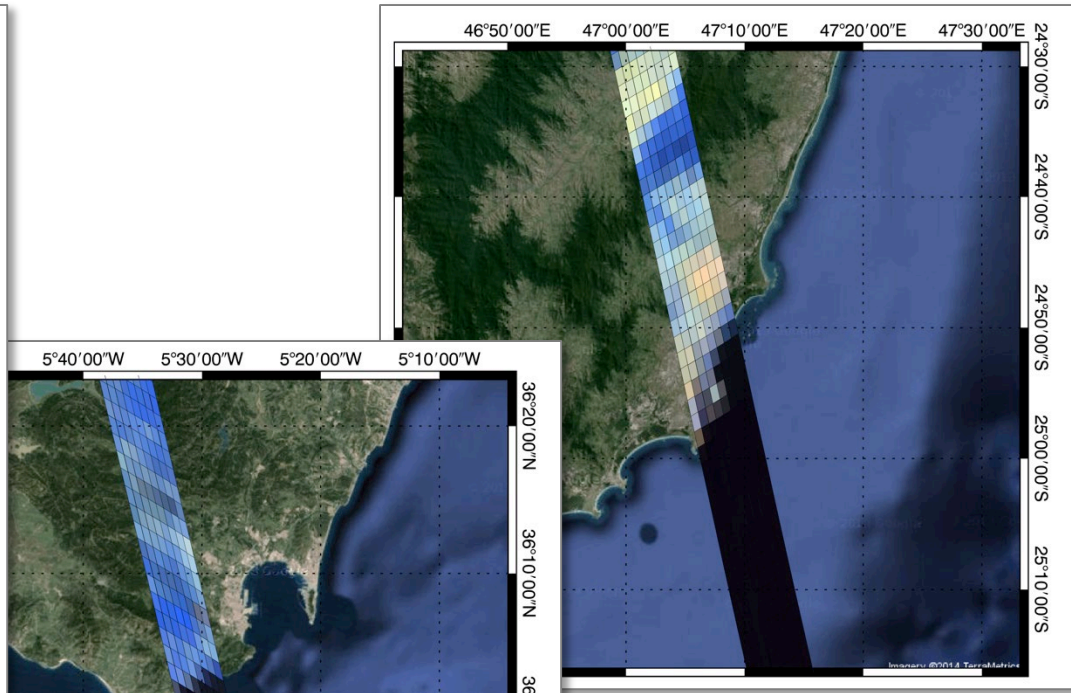 46°50′00″E 47°00′00″E 47°10′00″E 47°20′00″E 47°30′00″E
24°30′00″S
24°40′00″S
24°50′00″S
25°00′00″S
25°10′00″S
Imagery ©2014 TerraMetrics
5°40′00″W 5°30′00″W 5°20′00″W 5°10′00″W
36°20′00″N
36°10′00″N
36